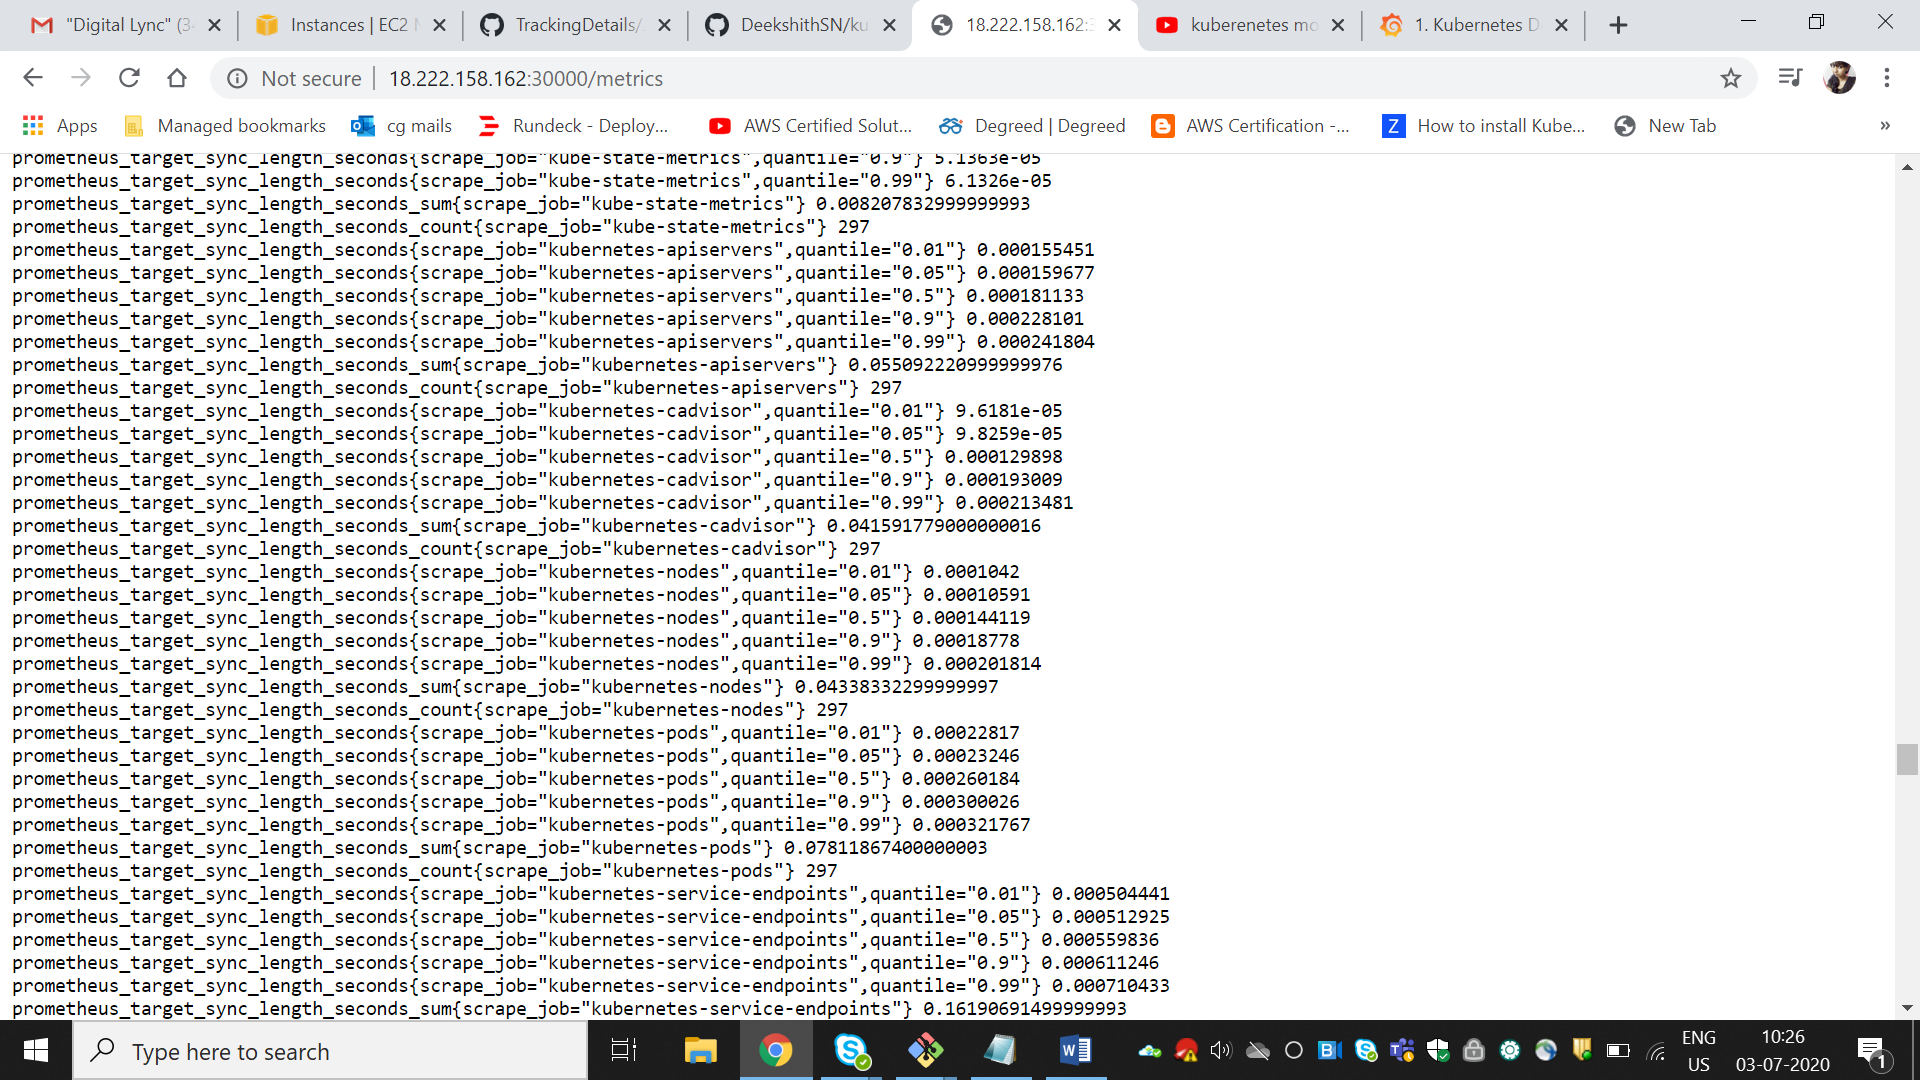 "Digital Lync" (34
Instances | EC2 M
TrackingDetails/
DeekshithSN/ku
18.222.158.162:3
kuberenetes mo
1. Kubernetes D
Not secure
18.222.158.162:30000/metrics
Apps
Managed bookmarks
cg mails
Rundeck - Deploy...
AWS Certified Solut...
Degreed | Degreed
AWS Certification -...
Z
How to install Kube...
New Tab
»
prometheus_target_sync_length_seconds{scrape_job="kube-state-metrics",quantile="0.9"} 5.1363e-05
prometheus_target_sync_length_seconds{scrape_job="kube-state-metrics",quantile="0.99"} 6.1326e-05
prometheus_target_sync_length_seconds_sum{scrape_job="kube-state-metrics"} 0.008207832999999993
prometheus_target_sync_length_seconds_count{scrape_job="kube-state-metrics"} 297
prometheus_target_sync_length_seconds{scrape_job="kubernetes-apiservers",quantile="0.01"} 0.000155451
prometheus_target_sync_length_seconds{scrape_job="kubernetes-apiservers",quantile="0.05"} 0.000159677
prometheus_target_sync_length_seconds{scrape_job="kubernetes-apiservers",quantile="0.5"} 0.000181133
prometheus_target_sync_length_seconds{scrape_job="kubernetes-apiservers",quantile="0.9"} 0.000228101
prometheus_target_sync_length_seconds{scrape_job="kubernetes-apiservers",quantile="0.99"} 0.000241804
prometheus_target_sync_length_seconds_sum{scrape_job="kubernetes-apiservers"} 0.055092220999999976
prometheus_target_sync_length_seconds_count{scrape_job="kubernetes-apiservers"} 297
prometheus_target_sync_length_seconds{scrape_job="kubernetes-cadvisor",quantile="0.01"} 9.6181e-05
prometheus_target_sync_length_seconds{scrape_job="kubernetes-cadvisor",quantile="0.05"} 9.8259e-05
prometheus_target_sync_length_seconds{scrape_job="kubernetes-cadvisor",quantile="0.5"} 0.000129898
prometheus_target_sync_length_seconds{scrape_job="kubernetes-cadvisor",quantile="0.9"} 0.000193009
prometheus_target_sync_length_seconds{scrape_job="kubernetes-cadvisor",quantile="0.99"} 0.000213481
prometheus_target_sync_length_seconds_sum{scrape_job="kubernetes-cadvisor"} 0.041591779000000016
prometheus_target_sync_length_seconds_count{scrape_job="kubernetes-cadvisor"} 297
prometheus_target_sync_length_seconds{scrape_job="kubernetes-nodes",quantile="0.01"} 0.0001042
prometheus_target_sync_length_seconds{scrape_job="kubernetes-nodes",quantile="0.05"} 0.00010591
prometheus_target_sync_length_seconds{scrape_job="kubernetes-nodes",quantile="0.5"} 0.000144119
prometheus_target_sync_length_seconds{scrape_job="kubernetes-nodes",quantile="0.9"} 0.00018778
prometheus_target_sync_length_seconds{scrape_job="kubernetes-nodes",quantile="0.99"} 0.000201814
prometheus_target_sync_length_seconds_sum{scrape_job="kubernetes-nodes"} 0.04338332299999997
prometheus_target_sync_length_seconds_count{scrape_job="kubernetes-nodes"} 297
prometheus_target_sync_length_seconds{scrape_job="kubernetes-pods",quantile="0.01"} 0.00022817
prometheus_target_sync_length_seconds{scrape_job="kubernetes-pods",quantile="0.05"} 0.00023246
prometheus_target_sync_length_seconds{scrape_job="kubernetes-pods",quantile="0.5"} 0.000260184
prometheus_target_sync_length_seconds{scrape_job="kubernetes-pods",quantile="0.9"} 0.000300026
prometheus_target_sync_length_seconds{scrape_job="kubernetes-pods",quantile="0.99"} 0.000321767
prometheus_target_sync_length_seconds_sum{scrape_job="kubernetes-pods"} 0.07811867400000003
prometheus_target_sync_length_seconds_count{scrape_job="kubernetes-pods"} 297
prometheus_target_sync_length_seconds{scrape_job="kubernetes-service-endpoints",quantile="0.01"} 0.000504441
prometheus_target_sync_length_seconds{scrape_job="kubernetes-service-endpoints",quantile="0.05"} 0.000512925
prometheus_target_sync_length_seconds{scrape_job="kubernetes-service-endpoints",quantile="0.5"} 0.000559836
prometheus_target_sync_length_seconds{scrape_job="kubernetes-service-endpoints",quantile="0.9"} 0.000611246
prometheus_target_sync_length_seconds{scrape_job="kubernetes-service-endpoints",quantile="0.99"} 0.000710433
prometheus_target_sync_length_seconds_sum{scrape_job="kubernetes-service-endpoints"} 0.16190691499999993
Type here to search
ENG
US
10:26
03-07-2020
1